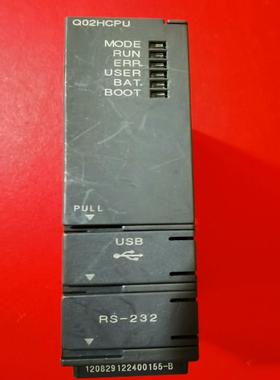 Q02HCPU
MODE
RUN
ERR.
USER
BAT.
BOOT
PULL
USB
RS-232
120829122400155-B